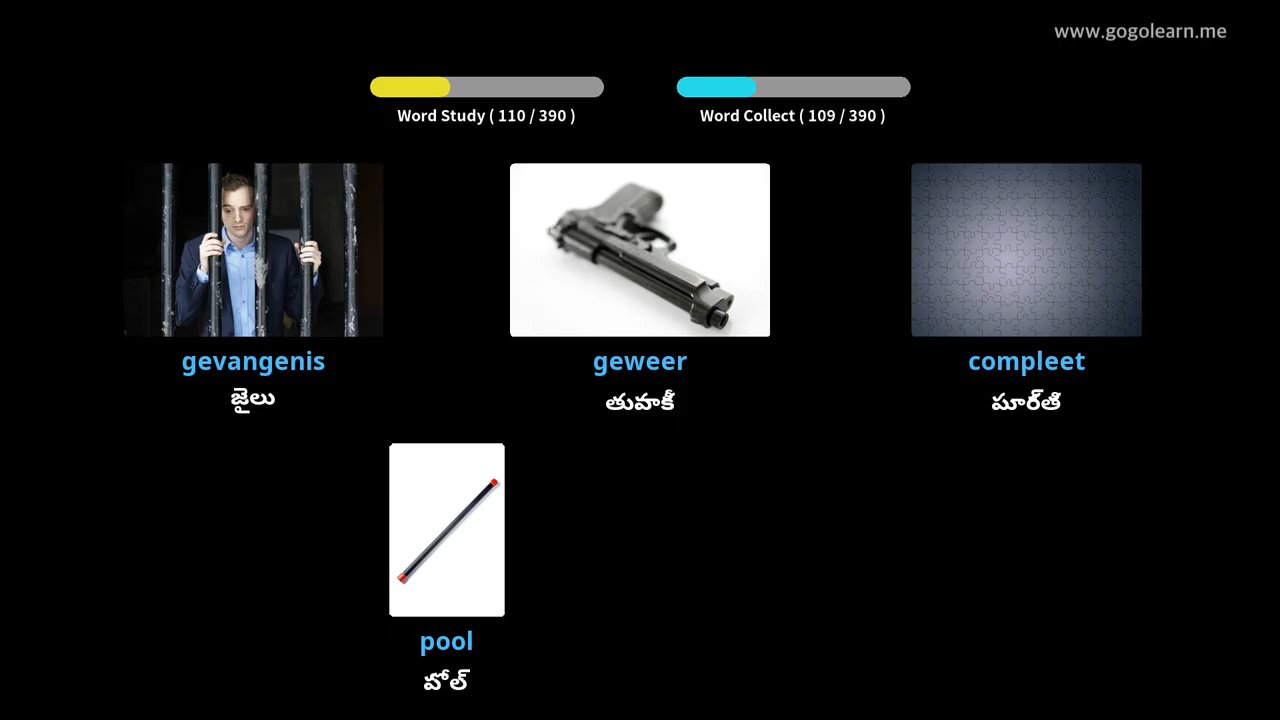 www.gogolearn.me
Word Study ( 110 / 390 )
Word Collect ( 109 / 390 )
gevangenis
geweer
compleet
జైలు
తుపాకీ
పూర్తి
pool
పోల్